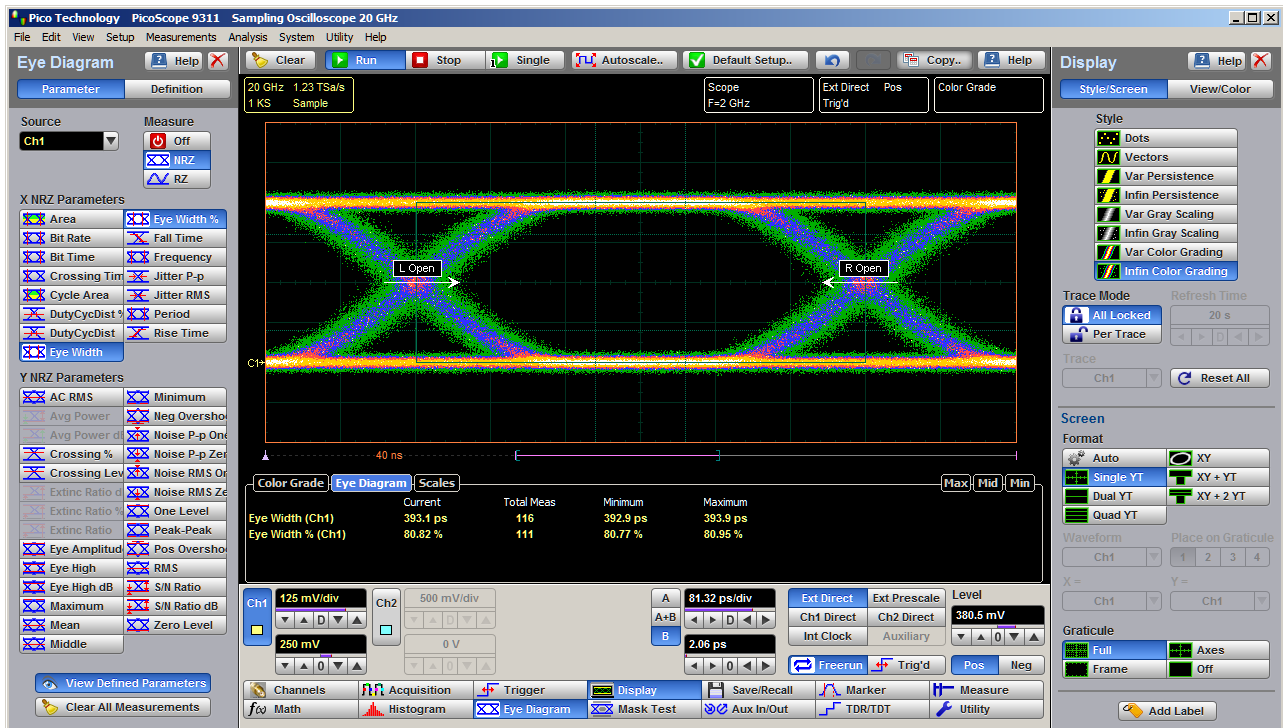 Pico Technology PicoScope 9311 Sampling Oscilloscope 20 GHz
File Edit View Setup Measurements Analysis System Utility Help
Eye Diagram Help
Parameter Definition
Source Measure
Ch1 Off
NRZ
RZ
X NRZ Parameters
Area Eye Width %
Bit Rate Fall Time
Bit Time Frequency
Crossing Tim Jitter P-p
Cycle Area Jitter RMS
DutyCycDist % Period
DutyCycDist Rise Time
Eye Width
Y NRZ Parameters
AC RMS Minimum
Avg Power Neg Oversho
Avg Power dB Noise P-p One
Crossing % Noise P-p Zer
Crossing Lev Noise RMS On
Extinc Ratio d Noise RMS Ze
Extinc Ratio % One Level
Extinc Ratio Peak-Peak
Eye Amplitud Pos Oversho
Eye High RMS
Eye High dB S/N Ratio
Maximum S/N Ratio dB
Mean Zero Level
Middle
View Defined Parameters
Clear All Measurements
Clear Run Stop Single Autoscale.. Default Setup.. Copy.. Help
20 GHz 1.23 TSa/s
1 KS Sample
Scope
F=2 GHz
Ext Direct Pos
Trig'd
Color Grade
L Open R Open
C1
40 ns
Color Grade Eye Diagram Scales Max Mid Min
Current Total Meas Minimum Maximum
Eye Width (Ch1) 393.1 ps 116 392.9 ps 393.9 ps
Eye Width % (Ch1) 80.82 % 111 80.77 % 80.95 %
Ch1 125 mV/div Ch2 500 mV/div
D D
250 mV 0 V
0 0
A 81.32 ps/div
A+B D
B 2.06 ps
0
Ext Direct Ext Prescale
Ch1 Direct Ch2 Direct
Int Clock Auxiliary
Freerun Trig'd
Level
380.5 mV
0
Pos Neg
Channels Acquisition Trigger Display Save/Recall Marker Measure
f(x) Math Histogram Eye Diagram Mask Test Aux In/Out TDR/TDT Utility
Display Help
Style/Screen View/Color
Style
Dots
Vectors
Var Persistence
Infin Persistence
Var Gray Scaling
Infin Gray Scaling
Var Color Grading
Infin Color Grading
Trace Mode Refresh Time
All Locked 20 s
Per Trace D
Trace
Ch1 Reset All
Screen
Format
Auto XY
Single YT XY + YT
Dual YT XY + 2 YT
Quad YT
Waveform Place on Graticule
Ch1 1 2 3 4
X = Y =
Ch1 Ch1
Graticule
Full Axes
Frame Off
Add Label